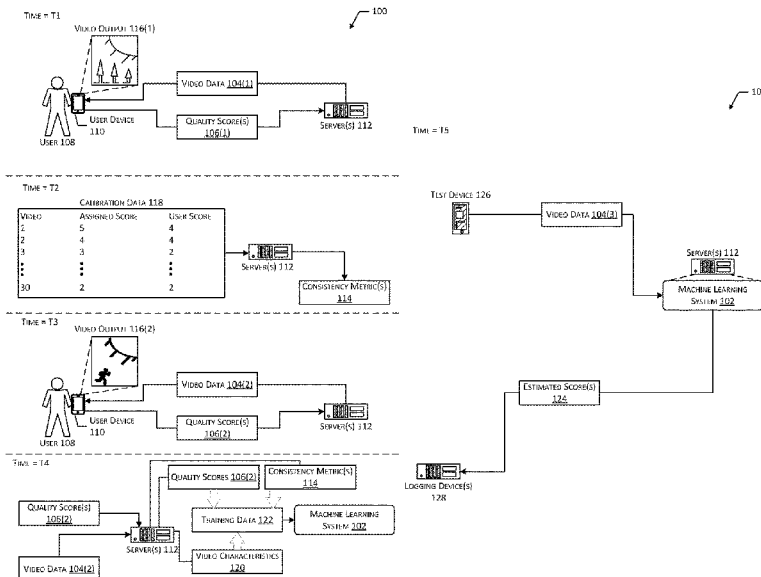 TIME = T1
100
VIDEO OUTPUT 116(1)
VIDEO DATA 104(1)
QUALITY SCORE(S)
106(1)
USER DEVICE
110
USER 108
SERVER(S) 112
TIME = T2
CALIBRATION DATA 118
VIDEO ASSIGNED SCORE USER SCORE
1 5 4
2 4 4
3 3 2
30 2 2
SERVER(S) 112
CONSISTENCY METRIC(S)
114
TIME = T3
VIDEO OUTPUT 116(2)
VIDEO DATA 104(2)
QUALITY SCORE(S)
106(2)
USER DEVICE
110
USER 108
SERVER(S) 112
TIME = T4
QUALITY SCORES 106(2)
CONSISTENCY METRIC(S)
114
QUALITY SCORE(S)
106(2)
TRAINING DATA 122
MACHINE LEARNING
SYSTEM 102
SERVER(S) 112
VIDEO DATA 104(2)
VIDEO CHARACTERISTICS
120
10
TIME = T5
TEST DEVICE 126
VIDEO DATA 104(3)
SERVER(S) 112
MACHINE LEARNING
SYSTEM 102
ESTIMATED SCORE(S)
124
LOGGING DEVICE(S)
128